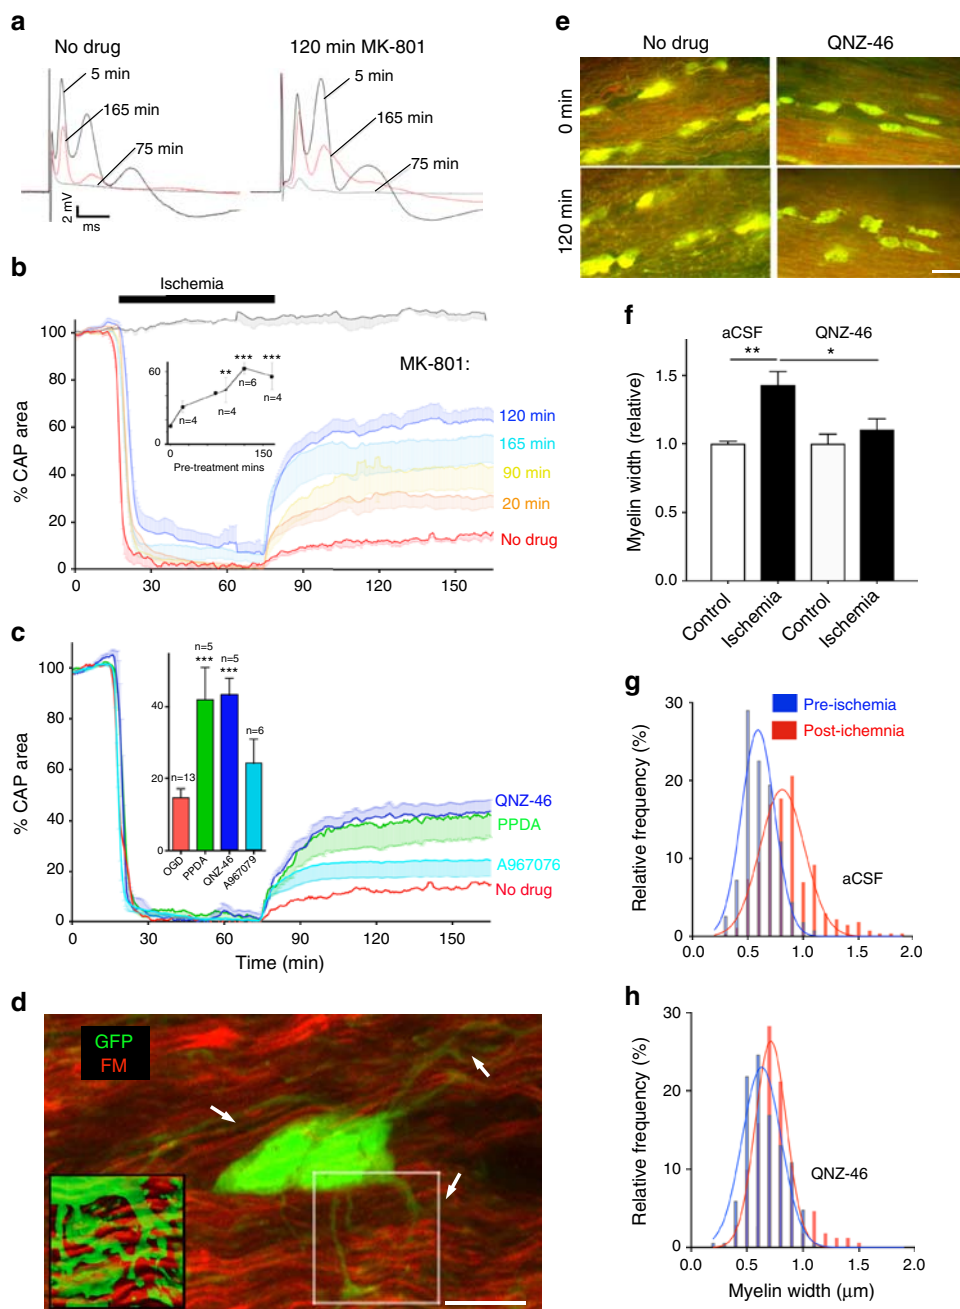 a
No drug
120 min MK-801
5 min
165 min
75 min
2 mV
ms
5 min
165 min
75 min
b
Ischemia
% CAP area
100
80
60
40
20
0
0
30
60
90
120
150
60
0
0
150
Pre-treatment mins
n=4
n=4
**
***
n=6
***
n=4
MK-801:
120 min
165 min
90 min
20 min
No drug
c
% CAP area
100
80
60
40
20
0
0
30
60
90
120
150
Time (min)
40
20
0
n=13
n=5
***
n=5
***
n=6
OGD
PPDA
QNZ-46
A967079
QNZ-46
PPDA
A967076
No drug
d
GFP
FM
e
No drug
QNZ-46
0 min
120 min
f
aCSF
QNZ-46
**
*
Myelin width (relative)
1.5
1.0
0.5
0.0
Control
Ischemia
Control
Ischemia
g
Pre-ischemia
Post-ichemnia
Relative frequency (%)
30
20
10
0
aCSF
0.0
0.5
1.0
1.5
2.0
h
Relative frequency (%)
30
20
10
0
QNZ-46
0.0
0.5
1.0
1.5
2.0
Myelin width (μm)